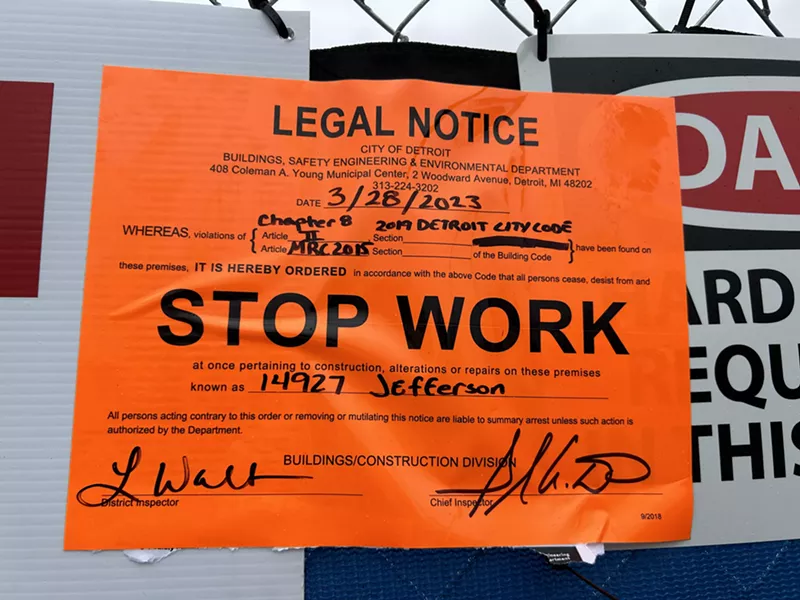 LEGAL NOTICE
CITY OF DETROIT
BUILDINGS, SAFETY ENGINEERING & ENVIRONMENTAL DEPARTMENT
408 Coleman A. Young Municipal Center, 2 Woodward Avenue, Detroit, MI 48202
313-224-3202
DATE 3/28/2023
Chapter 8 2019 DETROIT CITY CODE
WHEREAS, violations of { Article II Section
Article MRC 2015 Section of the Building Code } have been found on
these premises, IT IS HEREBY ORDERED in accordance with the above Code that all persons cease, desist from and
STOP WORK
at once pertaining to construction, alterations or repairs on these premises
known as 14927 Jefferson
All persons acting contrary to this order or removing or mutilating this notice are liable to summary arrest unless such action is
authorized by the Department.
BUILDINGS/CONSTRUCTION DIVISION
L Walt
District Inspector
Chief Inspector
9/2018
DA
ARD
EQU
THIS